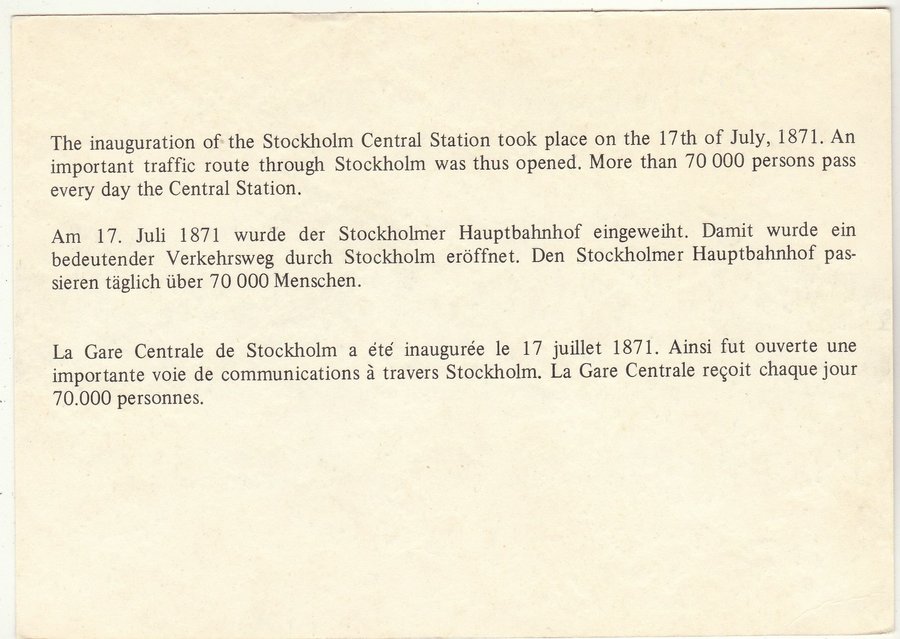 The inauguration of the Stockholm Central Station took place on the 17th of July, 1871. An
important traffic route through Stockholm was thus opened. More than 70 000 persons pass
every day the Central Station.
Am 17. Juli 1871 wurde der Stockholmer Hauptbahnhof eingeweiht. Damit wurde ein
bedeutender Verkehrsweg durch Stockholm eröffnet. Den Stockholmer Hauptbahnhof pas-
sieren täglich über 70 000 Menschen.
La Gare Centrale de Stockholm a été inaugurée le 17 juillet 1871. Ainsi fut ouverte une
importante voie de communications à travers Stockholm. La Gare Centrale reçoit chaque jour
70.000 personnes.